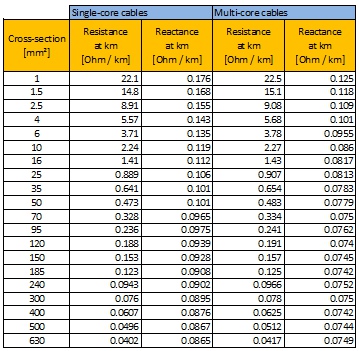 Single-core cables Multi-core cables
Cross-section [mm²] Resistance at km [Ohm / km] Reactance at km [Ohm / km] Resistance at km [Ohm / km] Reactance at km [Ohm / km]
1 22.1 0.176 22.5 0.125
1.5 14.8 0.168 15.1 0.118
2.5 8.91 0.155 9.08 0.109
4 5.57 0.143 5.68 0.101
6 3.71 0.135 3.78 0.0955
10 2.24 0.119 2.27 0.086
16 1.41 0.112 1.43 0.0817
25 0.889 0.106 0.907 0.0813
35 0.641 0.101 0.654 0.0783
50 0.473 0.101 0.483 0.0779
70 0.328 0.0965 0.334 0.075
95 0.236 0.0975 0.241 0.0762
120 0.188 0.0939 0.191 0.074
150 0.153 0.0928 0.157 0.0745
185 0.123 0.0908 0.125 0.0742
240 0.0943 0.0902 0.0966 0.0752
300 0.076 0.0895 0.078 0.075
400 0.0607 0.0876 0.0625 0.0742
500 0.0496 0.0867 0.0512 0.0744
630 0.0402 0.0865 0.0417 0.0749